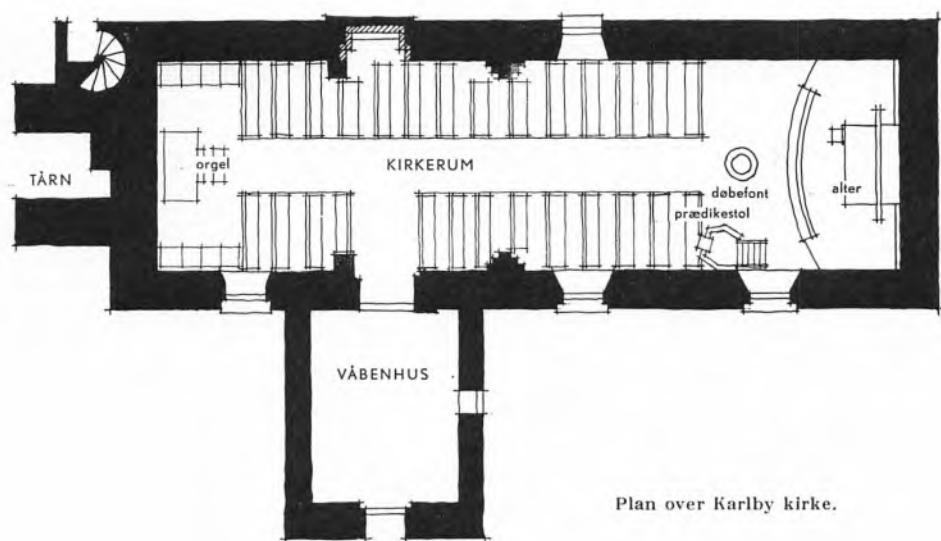 TÅRN
orgel
KIRKERUM
døbefont
prædikestol
alter
VÅBENHUS
Plan over Karlby kirke.